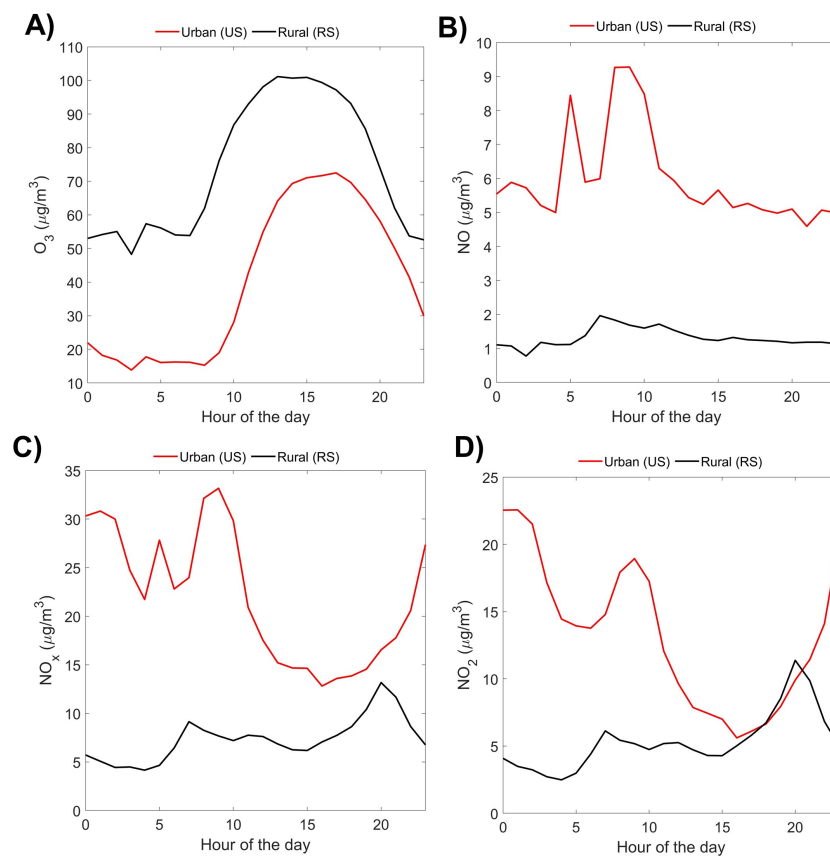 A)
Urban (US) Rural (RS)
110
100
90
80
70
60
50
40
30
20
10
O3 (μg/m³)
0 5 10 15 20
Hour of the day
B)
Urban (US) Rural (RS)
10
9
8
7
6
5
4
3
2
1
0
NO (μg/m³)
0 5 10 15 20
Hour of the day
C)
Urban (US) Rural (RS)
35
30
25
20
15
10
5
0
NOx (μg/m³)
0 5 10 15 20
Hour of the day
D)
Urban (US) Rural (RS)
25
20
15
10
5
0
NO2 (μg/m³)
0 5 10 15 20
Hour of the day